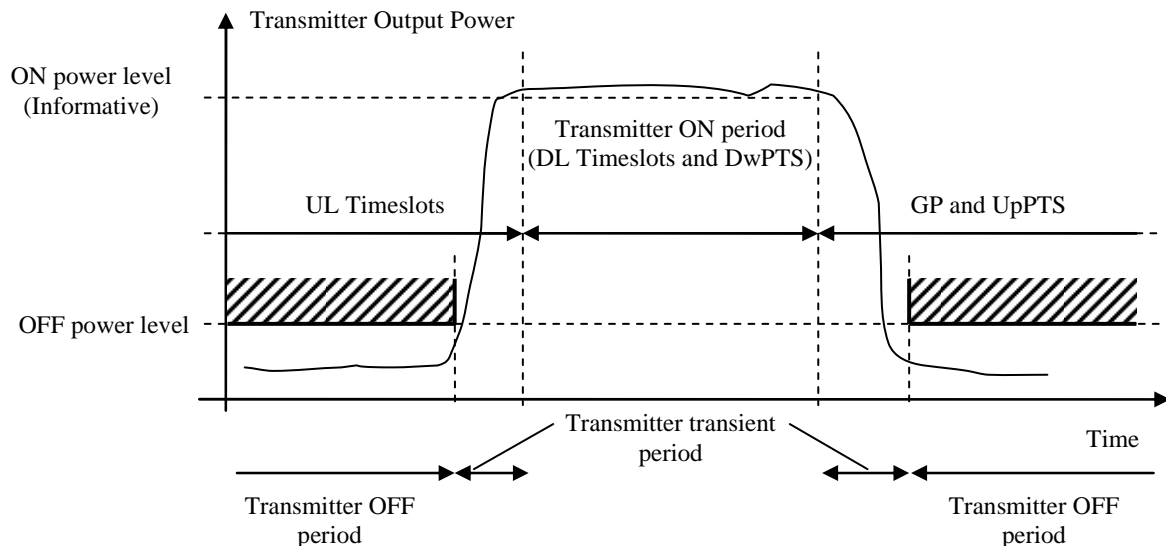 Transmitter Output Power
ON power level
(Informative)
Transmitter ON period
(DL Timeslots and DwPTS)
UL Timeslots
GP and UpPTS
OFF power level
Transmitter transient
period
Time
Transmitter OFF
period
Transmitter OFF
period